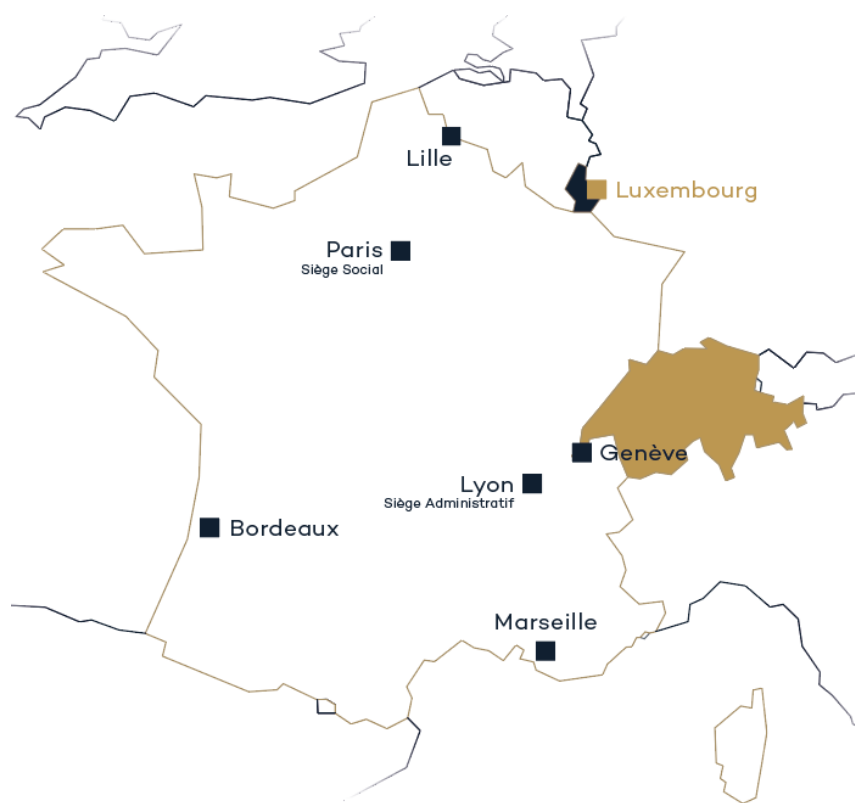 Lille
Luxembourg
Paris
Siège Social
Genève
Lyon
Siège Administratif
Bordeaux
Marseille